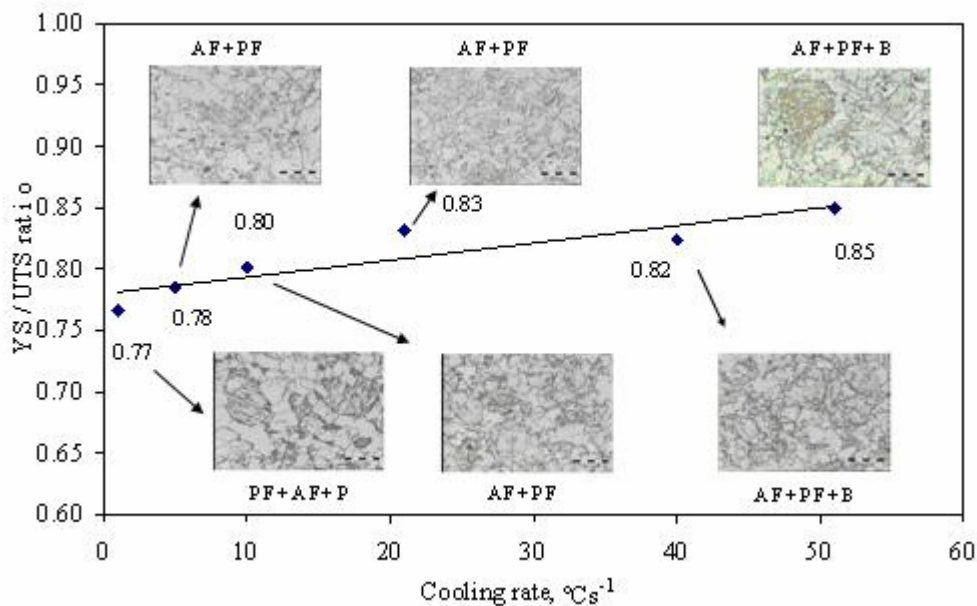 1.00
0.95
0.90
0.85
0.80
0.75
0.70
0.65
0.60
YS / UTS ratio
AF+PF
AF+PF
AF+PF+B
0.80
0.83
0.78
0.82
0.85
0.77
PF+AF+P
AF+PF
AF+PF+B
0 10 20 30 40 50 60
Cooling rate, °Cs⁻¹